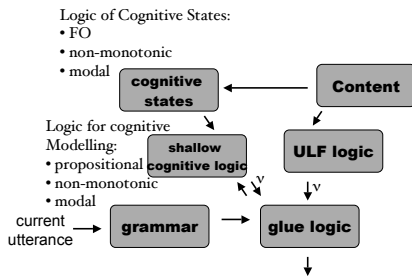 Logic of Cognitive States:
• FO
• non-monotonic
• modal
cognitive
states
Content
Logic for cognitive
Modelling:
• propositional
• non-monotonic
• modal
shallow
cognitive logic
ULF logic
ν
ν
current
utterance
grammar
glue logic